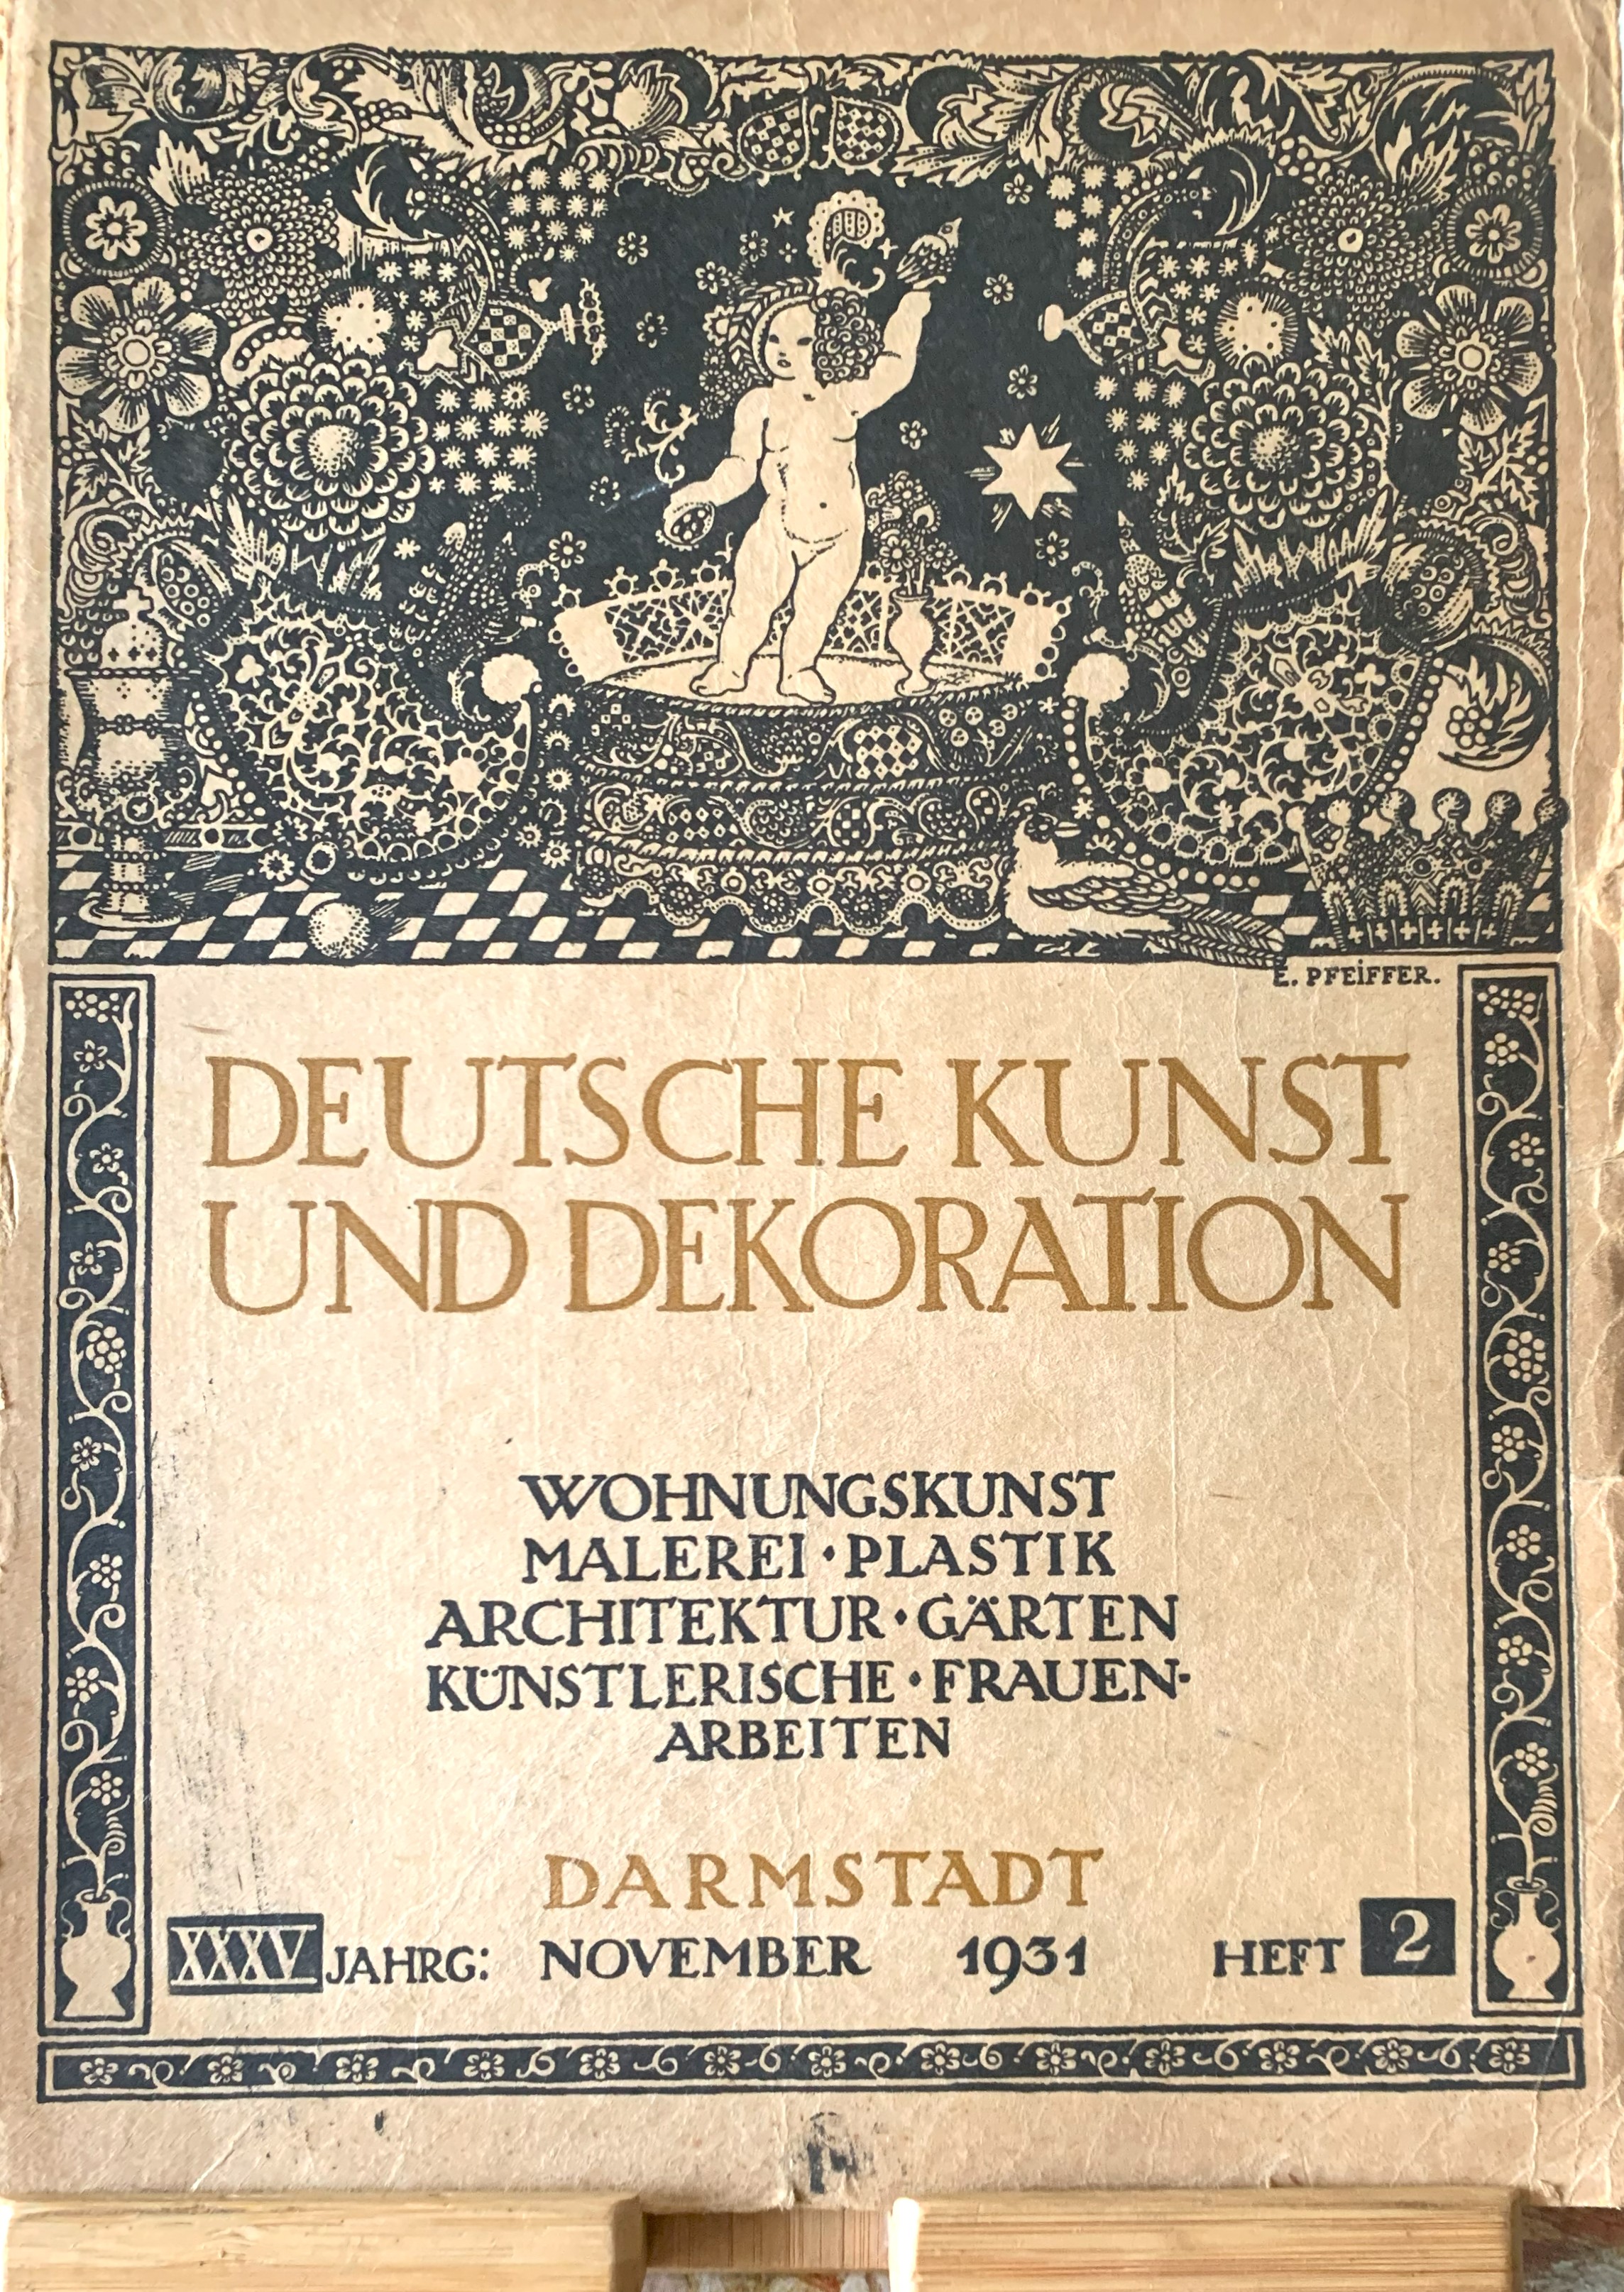 E. PFEIFFER.
DEUTSCHE KUNST
UND DEKORATION
WOHNUNGSKUNST
MALEREI · PLASTIK
ARCHITEKTUR · GÄRTEN
KÜNSTLERISCHE · FRAUEN-
ARBEITEN
DARMSTADT
XXXV JAHRG: NOVEMBER 1931 HEFT 2